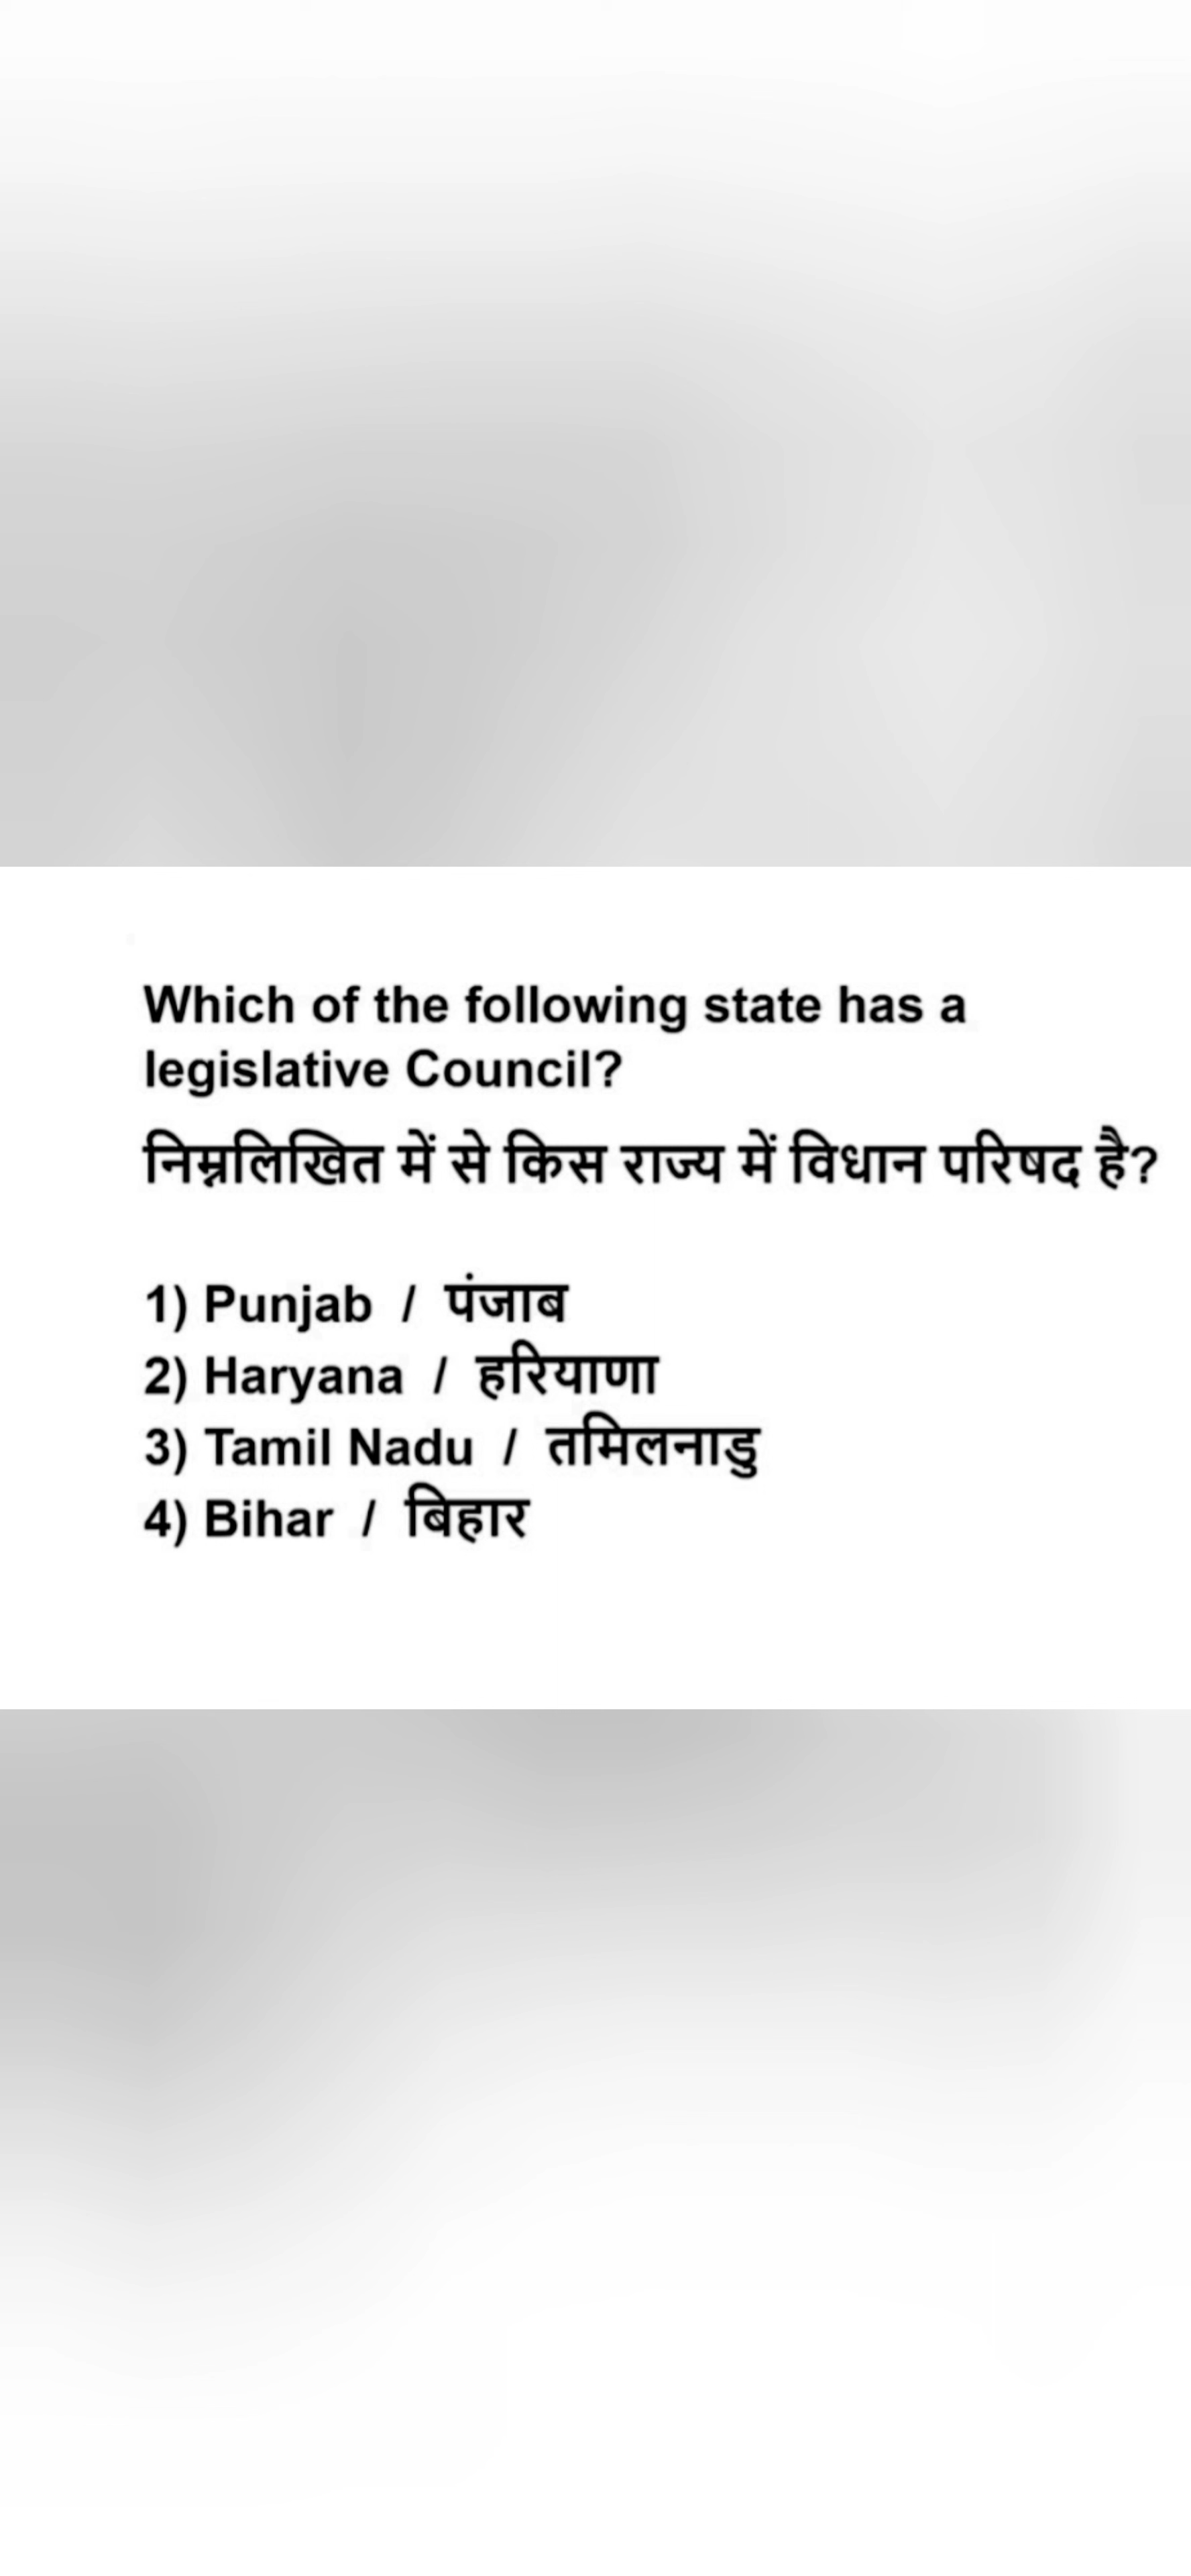 Which of the following state has a
legislative Council?
निम्नलिखित में से किस राज्य में विधान परिषद है?
1) Punjab / पंजाब
2) Haryana / हरियाणा
3) Tamil Nadu / तमिलनाडु
4) Bihar / बिहार